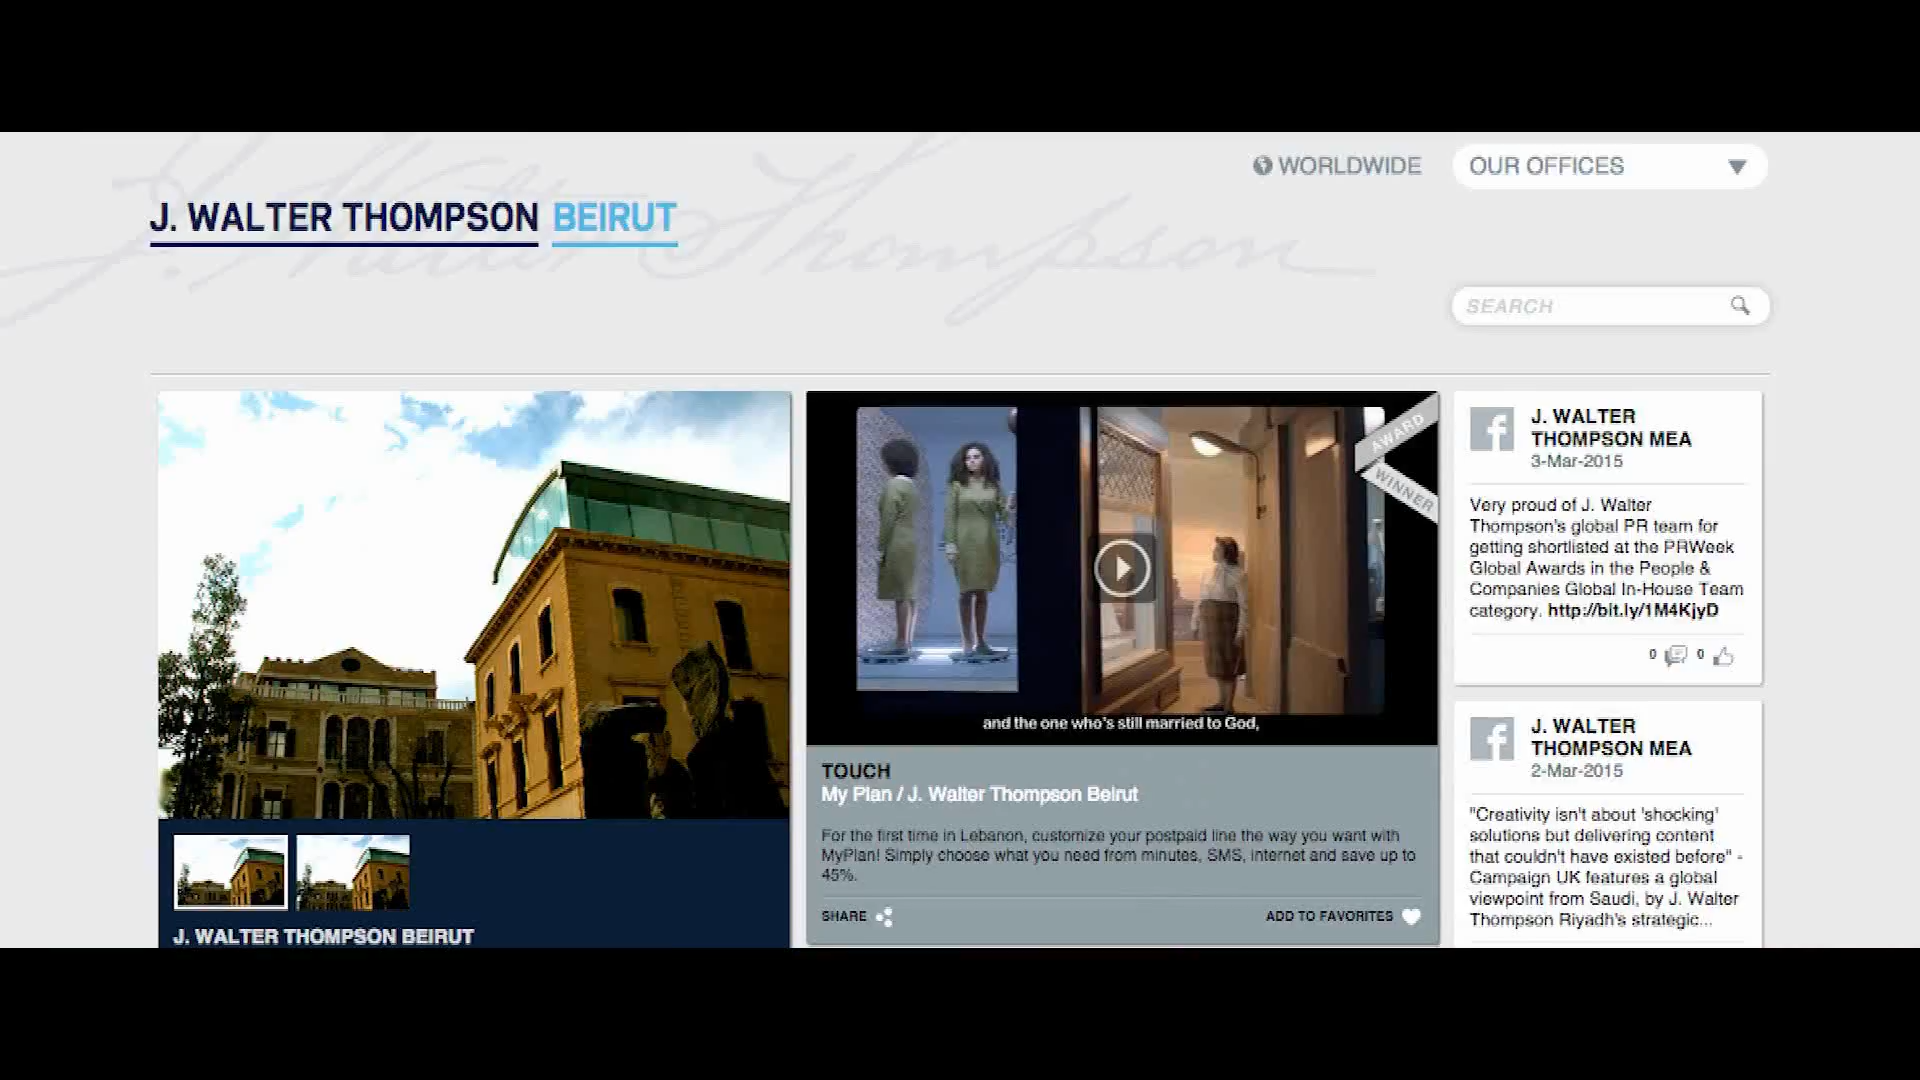 WORLDWIDE
OUR OFFICES
J. WALTER THOMPSON BEIRUT
J. Walter Thompson
SEARCH
AWARD
WINNER
and the one who's still married to God,
TOUCH
My Plan / J. Walter Thompson Beirut
For the first time in Lebanon, customize your postpaid line the way you want with
MyPlan! Simply choose what you need from minutes, SMS, internet and save up to
45%.
SHARE
ADD TO FAVORITES
J. WALTER THOMPSON BEIRUT
J. WALTER
THOMPSON MEA
3-Mar-2015
Very proud of J. Walter
Thompson's global PR team for
getting shortlisted at the PRWeek
Global Awards in the People &
Companies Global In-House Team
category. http://bit.ly/1M4KjyD
0 0
J. WALTER
THOMPSON MEA
2-Mar-2015
"Creativity isn't about 'shocking'
solutions but delivering content
that couldn't have existed before" -
Campaign UK features a global
viewpoint from Saudi, by J. Walter
Thompson Riyadh's strategic...